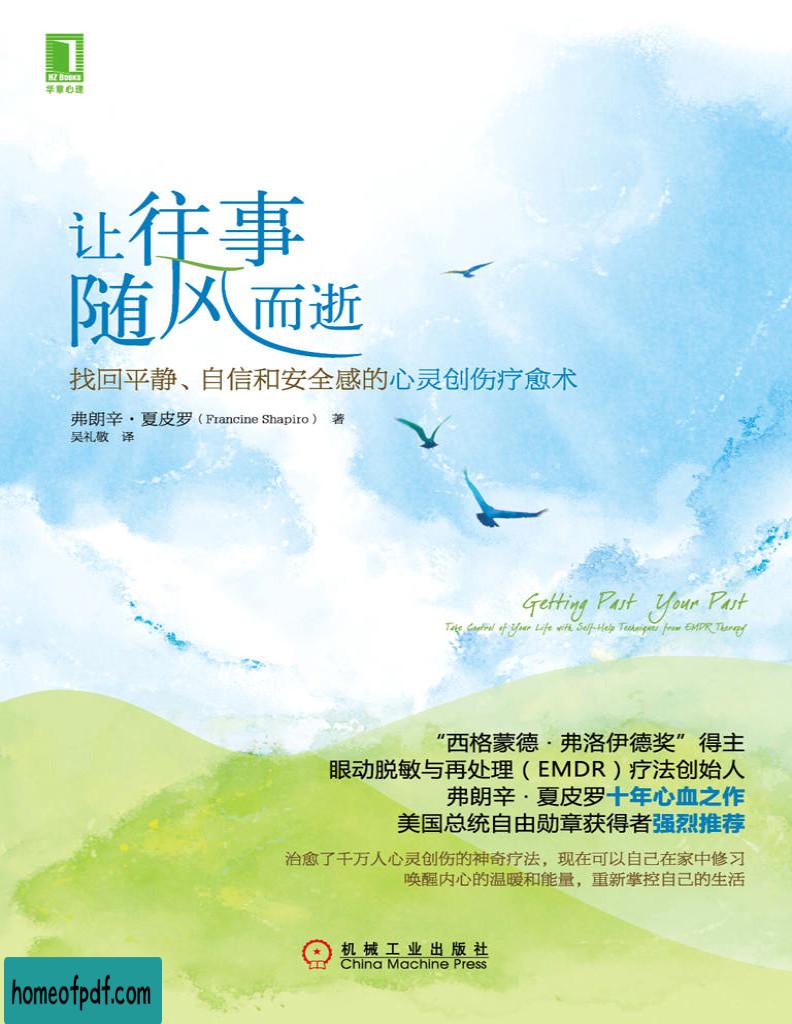 HZ BOOKS
华章心理
让往事
随风而逝
找回平静、自信和安全感的心灵创伤疗愈术
弗朗辛·夏皮罗（Francine Shapiro） 著
吴礼敬 译
Getting Past Your Past
Take Control of Your Life with Self-Help Techniques from EMDR Therapy
“西格蒙德·弗洛伊德奖”得主
眼动脱敏与再处理（EMDR）疗法创始人
弗朗辛·夏皮罗十年心血之作
美国总统自由勋章获得者强烈推荐
治愈了千万人心灵创伤的神奇疗法，现在可以自己在家中修习
唤醒内心的温暖和能量，重新掌控自己的生活
机械工业出版社
China Machine Press
homeofpdf.com